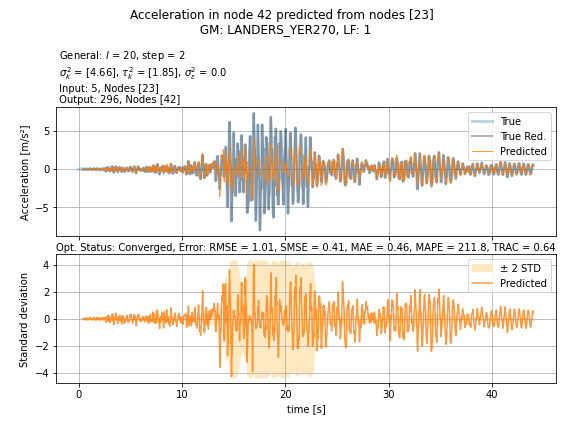 Acceleration in node 42 predicted from nodes [23]
GM: LANDERS_YER270, LF: 1
General: l = 20, step = 2
σ_k^2 = [4.66], τ_k^2 = [1.85], σ_ε^2 = 0.0
Input: 5, Nodes [23]
Output: 296, Nodes [42]
Acceleration [m/s²]
5
0
−5
True
True Red.
Predicted
Opt. Status: Converged, Error: RMSE = 1.01, SMSE = 0.41, MAE = 0.46, MAPE = 211.8, TRAC = 0.64
Standard deviation
4
2
0
−2
−4
± 2 STD
Predicted
0 10 20 30 40
time [s]